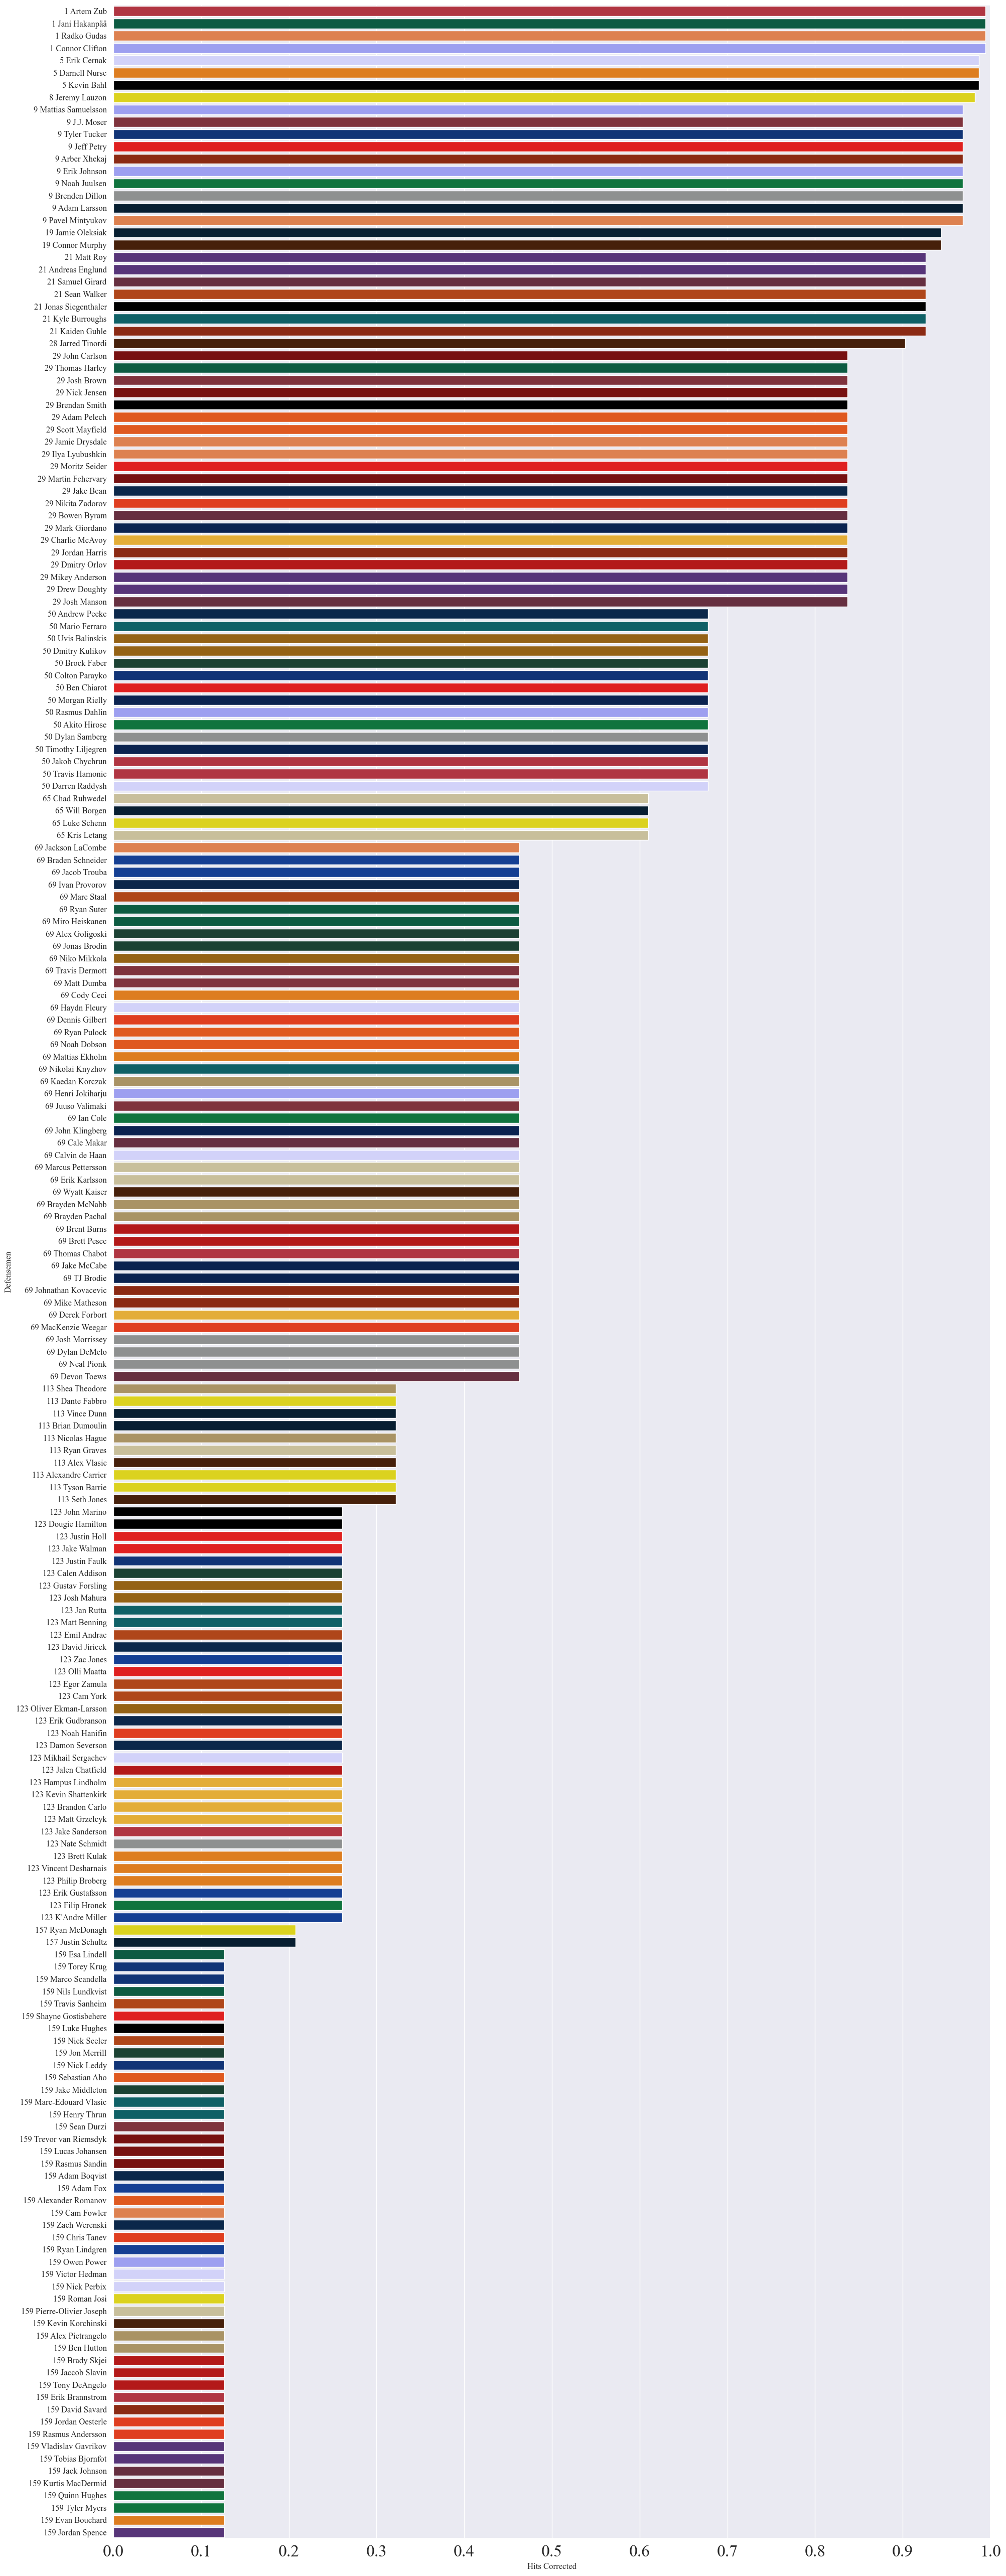 1 Artem Zub
1 Jani Hakanpää
1 Radko Gudas
1 Connor Clifton
5 Erik Cernak
5 Darnell Nurse
5 Kevin Bahl
8 Jeremy Lauzon
9 Mattias Samuelsson
9 J.J. Moser
9 Tyler Tucker
9 Jeff Petry
9 Arber Xhekaj
9 Erik Johnson
9 Noah Juulsen
9 Brenden Dillon
9 Adam Larsson
9 Pavel Mintyukov
19 Jamie Oleksiak
19 Connor Murphy
21 Matt Roy
21 Andreas Englund
21 Samuel Girard
21 Sean Walker
21 Jonas Siegenthaler
21 Kyle Burroughs
21 Kaiden Guhle
28 Jarred Tinordi
29 John Carlson
29 Thomas Harley
29 Josh Brown
29 Nick Jensen
29 Brendan Smith
29 Adam Pelech
29 Scott Mayfield
29 Jamie Drysdale
29 Ilya Lyubushkin
29 Moritz Seider
29 Martin Fehervary
29 Jake Bean
29 Nikita Zadorov
29 Bowen Byram
29 Mark Giordano
29 Charlie McAvoy
29 Jordan Harris
29 Dmitry Orlov
29 Mikey Anderson
29 Drew Doughty
29 Josh Manson
50 Andrew Peeke
50 Mario Ferraro
50 Uvis Balinskis
50 Dmitry Kulikov
50 Brock Faber
50 Colton Parayko
50 Ben Chiarot
50 Morgan Rielly
50 Rasmus Dahlin
50 Akito Hirose
50 Dylan Samberg
50 Timothy Liljegren
50 Jakob Chychrun
50 Travis Hamonic
50 Darren Raddysh
65 Chad Ruhwedel
65 Will Borgen
65 Luke Schenn
65 Kris Letang
69 Jackson LaCombe
69 Braden Schneider
69 Jacob Trouba
69 Ivan Provorov
69 Marc Staal
69 Ryan Suter
69 Miro Heiskanen
69 Alex Goligoski
69 Jonas Brodin
69 Niko Mikkola
69 Travis Dermott
69 Matt Dumba
69 Cody Ceci
69 Haydn Fleury
69 Dennis Gilbert
69 Ryan Pulock
69 Noah Dobson
69 Mattias Ekholm
69 Nikolai Knyzhov
69 Kaedan Korczak
69 Henri Jokiharju
69 Juuso Valimaki
69 Ian Cole
69 John Klingberg
69 Cale Makar
69 Calvin de Haan
69 Marcus Pettersson
69 Erik Karlsson
69 Wyatt Kaiser
69 Brayden McNabb
69 Brayden Pachal
69 Brent Burns
69 Brett Pesce
69 Thomas Chabot
69 Jake McCabe
69 TJ Brodie
69 Johnathan Kovacevic
69 Mike Matheson
69 Derek Forbort
69 MacKenzie Weegar
69 Josh Morrissey
69 Dylan DeMelo
69 Neal Pionk
69 Devon Toews
113 Shea Theodore
113 Dante Fabbro
113 Vince Dunn
113 Brian Dumoulin
113 Nicolas Hague
113 Ryan Graves
113 Alex Vlasic
113 Alexandre Carrier
113 Tyson Barrie
113 Seth Jones
123 John Marino
123 Dougie Hamilton
123 Justin Holl
123 Jake Walman
123 Justin Faulk
123 Calen Addison
123 Gustav Forsling
123 Josh Mahura
123 Jan Rutta
123 Matt Benning
123 Emil Andrae
123 David Jiricek
123 Zac Jones
123 Olli Maatta
123 Egor Zamula
123 Cam York
123 Oliver Ekman-Larsson
123 Erik Gudbranson
123 Noah Hanifin
123 Damon Severson
123 Mikhail Sergachev
123 Jalen Chatfield
123 Hampus Lindholm
123 Kevin Shattenkirk
123 Brandon Carlo
123 Matt Grzelcyk
123 Jake Sanderson
123 Nate Schmidt
123 Brett Kulak
123 Vincent Desharnais
123 Philip Broberg
123 Erik Gustafsson
123 Filip Hronek
123 K'Andre Miller
157 Ryan McDonagh
157 Justin Schultz
159 Esa Lindell
159 Torey Krug
159 Marco Scandella
159 Nils Lundkvist
159 Travis Sanheim
159 Shayne Gostisbehere
159 Luke Hughes
159 Nick Seeler
159 Jon Merrill
159 Nick Leddy
159 Sebastian Aho
159 Jake Middleton
159 Marc-Edouard Vlasic
159 Henry Thrun
159 Sean Durzi
159 Trevor van Riemsdyk
159 Lucas Johansen
159 Rasmus Sandin
159 Adam Boqvist
159 Adam Fox
159 Alexander Romanov
159 Cam Fowler
159 Zach Werenski
159 Chris Tanev
159 Ryan Lindgren
159 Owen Power
159 Victor Hedman
159 Nick Perbix
159 Roman Josi
159 Pierre-Olivier Joseph
159 Kevin Korchinski
159 Alex Pietrangelo
159 Ben Hutton
159 Brady Skjei
159 Jaccob Slavin
159 Tony DeAngelo
159 Erik Brannstrom
159 David Savard
159 Jordan Oesterle
159 Rasmus Andersson
159 Vladislav Gavrikov
159 Tobias Bjornfot
159 Jack Johnson
159 Kurtis MacDermid
159 Quinn Hughes
159 Tyler Myers
159 Evan Bouchard
159 Jordan Spence
Defensemen
0.0 0.1 0.2 0.3 0.4 0.5 0.6 0.7 0.8 0.9 1.0
Hits Corrected